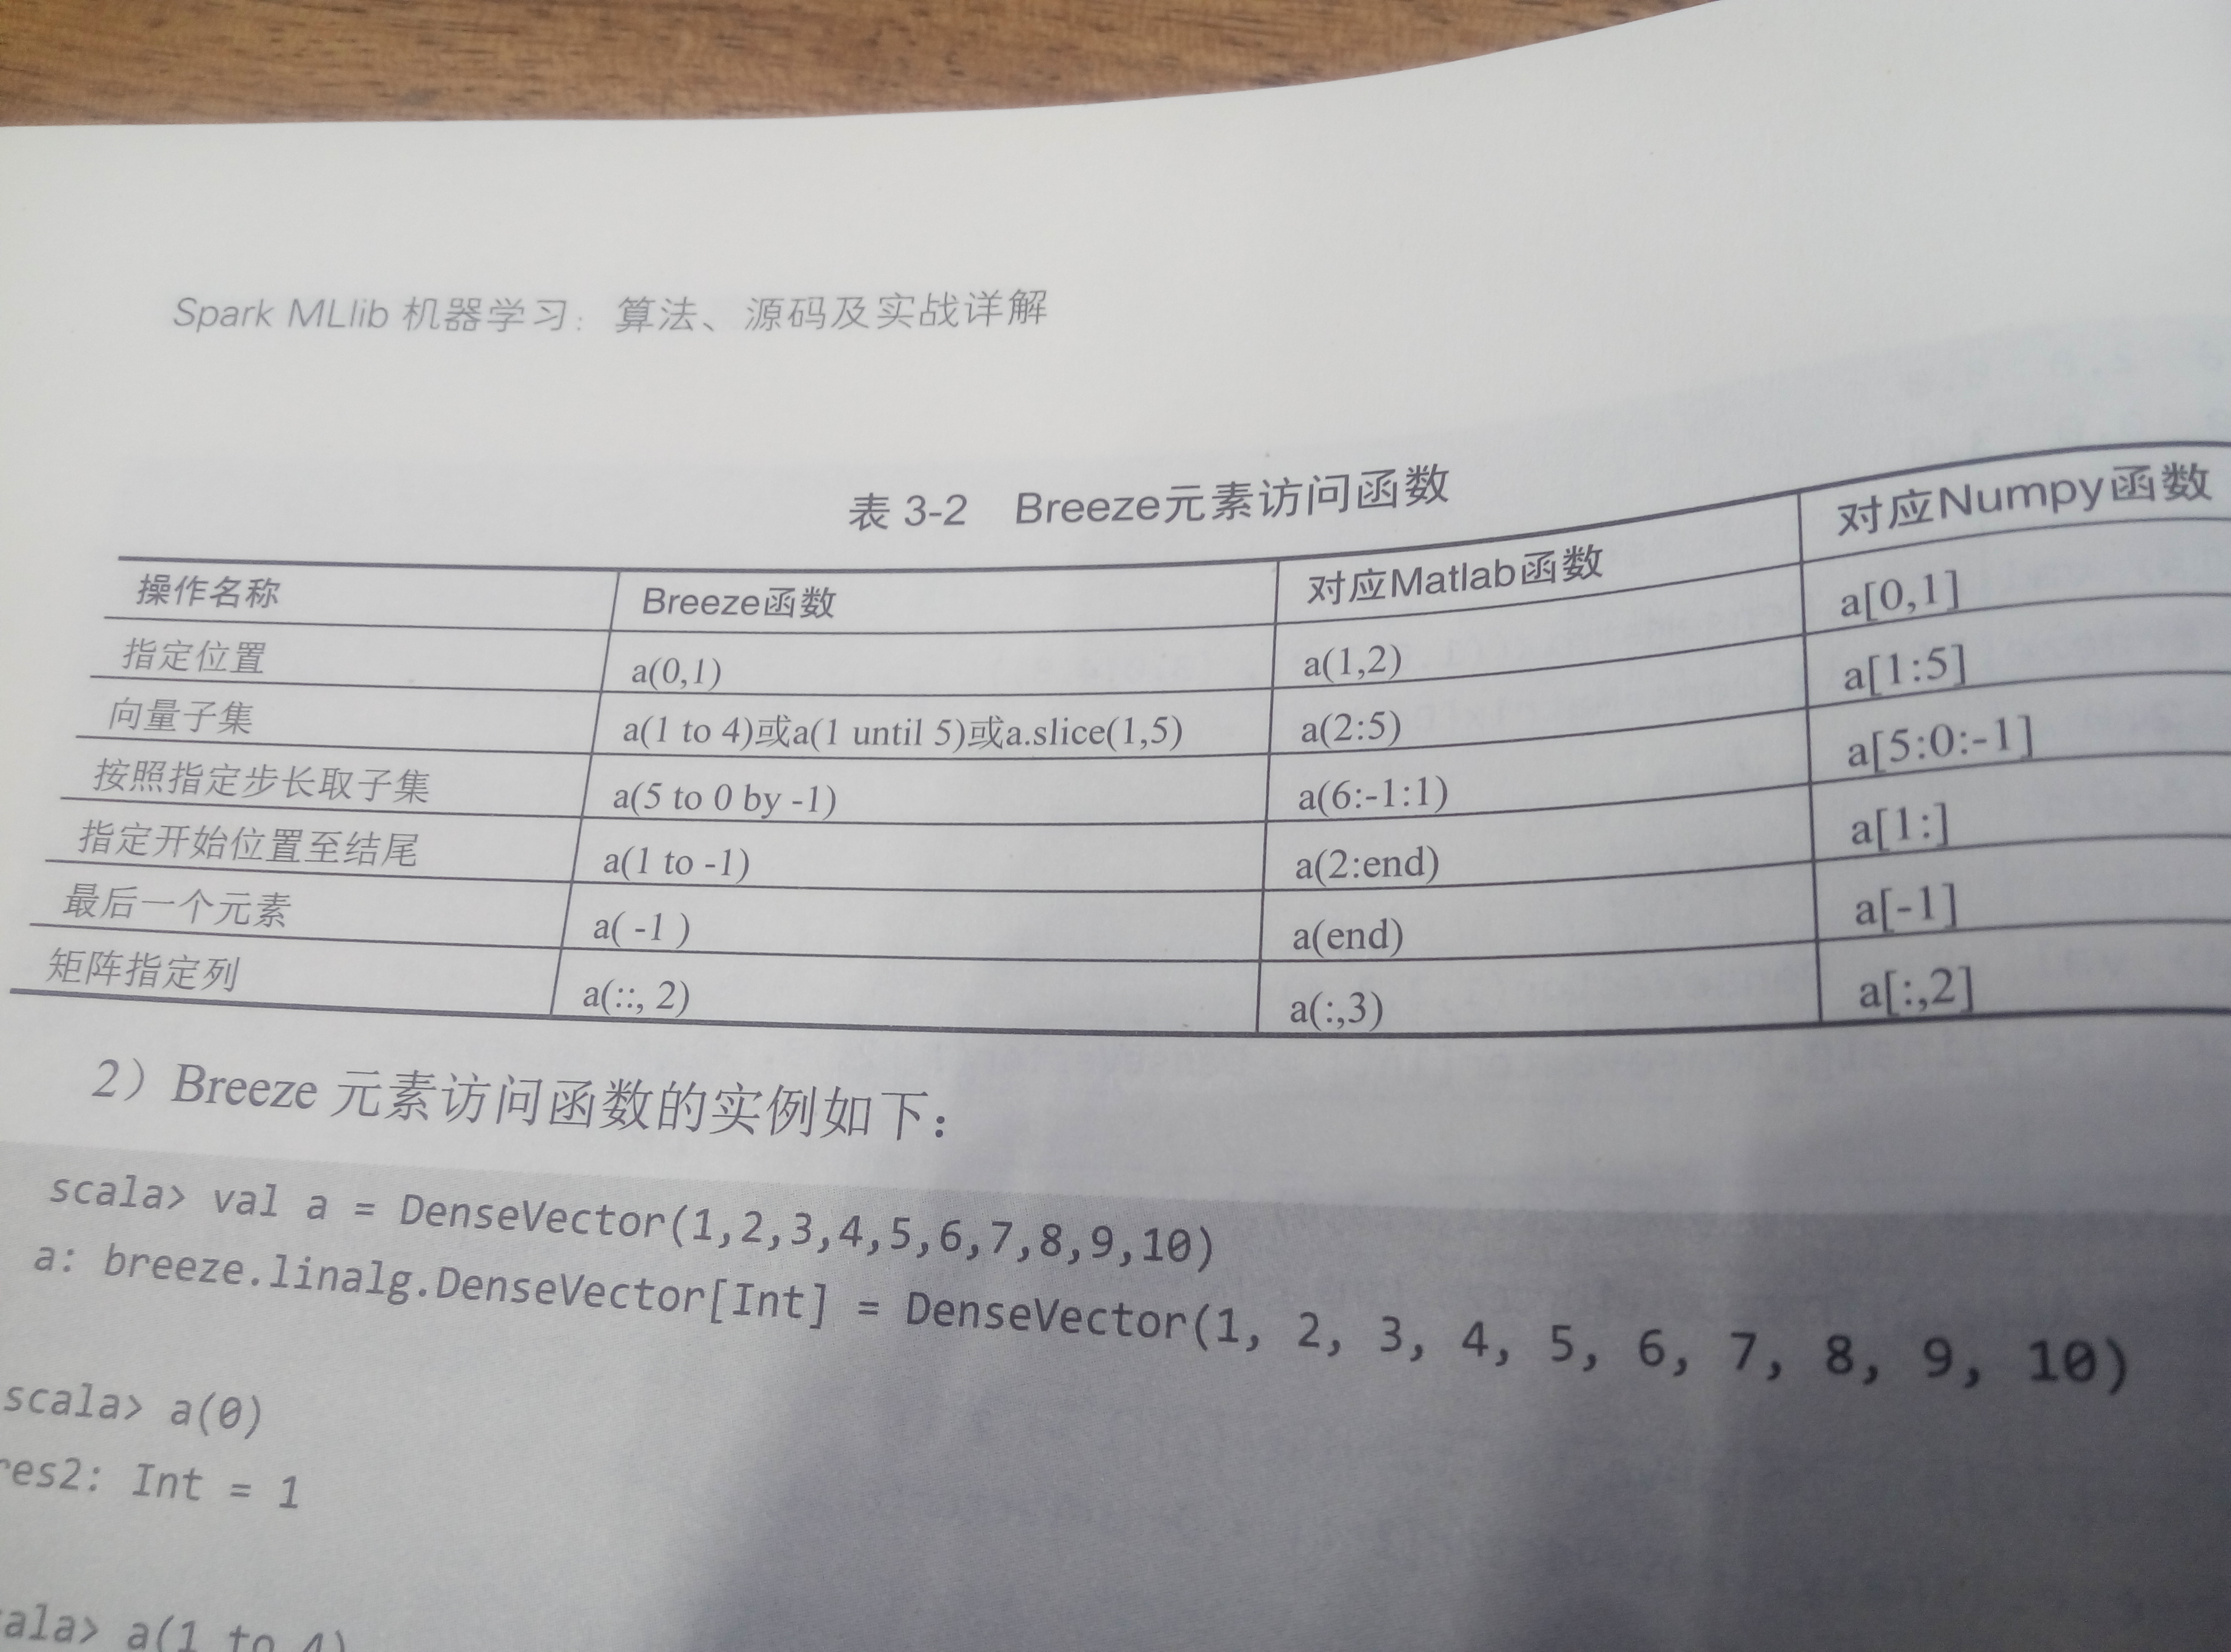 Spark MLlib 机器学习：算法、源码及实战详解
表 3-2 Breeze元素访问函数
操作名称 Breeze函数 对应Matlab函数 对应Numpy函数
指定位置 a(0,1) a(1,2) a[0,1]
向量子集 a(1 to 4)或a(1 until 5)或a.slice(1,5) a(2:5) a[1:5]
按照指定步长取子集 a(5 to 0 by -1) a(6:-1:1) a[5:0:-1]
指定开始位置至结尾 a(1 to -1) a(2:end) a[1:]
最后一个元素 a( -1 ) a(end) a[-1]
矩阵指定列 a(::, 2) a(:,3) a[:,2]
2）Breeze 元素访问函数的实例如下：
scala> val a = DenseVector(1,2,3,4,5,6,7,8,9,10)
a: breeze.linalg.DenseVector[Int] = DenseVector(1, 2, 3, 4, 5, 6, 7, 8, 9, 10)
scala> a(0)
res2: Int = 1
cala> a(1 to 4)